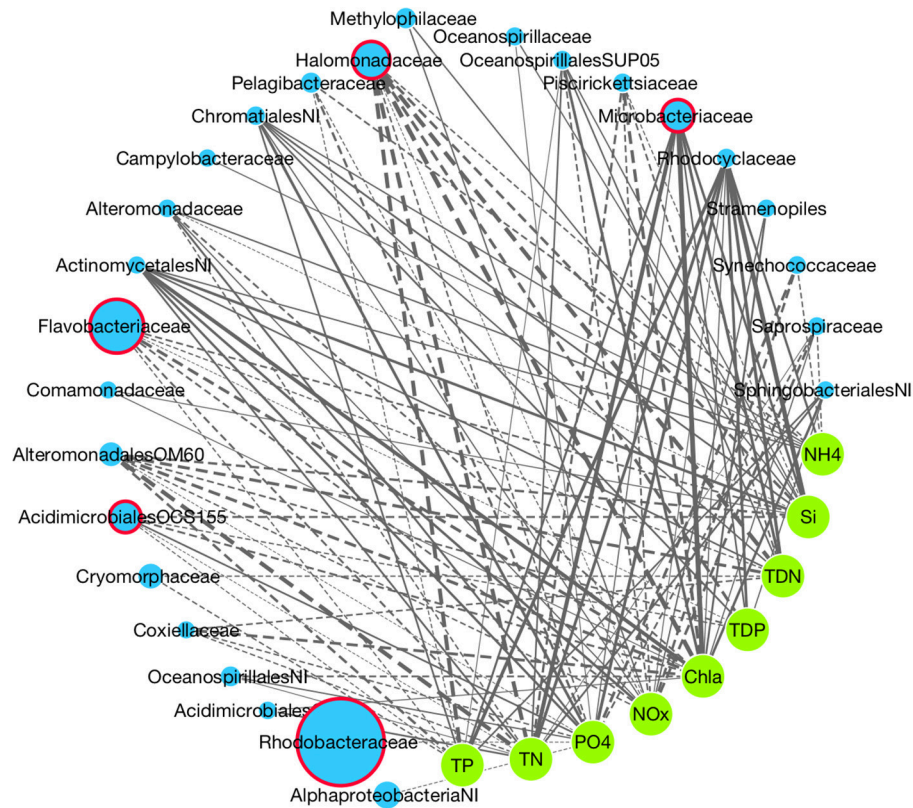 Methylophilaceae
Oceanospirillaceae
Halomonadaceae
OceanospirillalesSUP05
Pelagibacteraceae
Piscirickettsiaceae
ChromatialesNI
Microbacteriaceae
Campylobacteraceae
Rhodocyclaceae
Alteromonadaceae
Stramenopiles
ActinomycetalesNI
Synechococcaceae
Flavobacteriaceae
Saprospiraceae
Comamonadaceae
SphingobacterialesNI
AlteromonadalesOM60
NH4
AcidimicrobialesOCS155
Si
Cryomorphaceae
TDN
Coxiellaceae
TDP
OceanospirillalesNI
Chla
Acidimicrobiales
NOx
Rhodobacteraceae
PO4
TN
TP
AlphaproteobacteriaNI